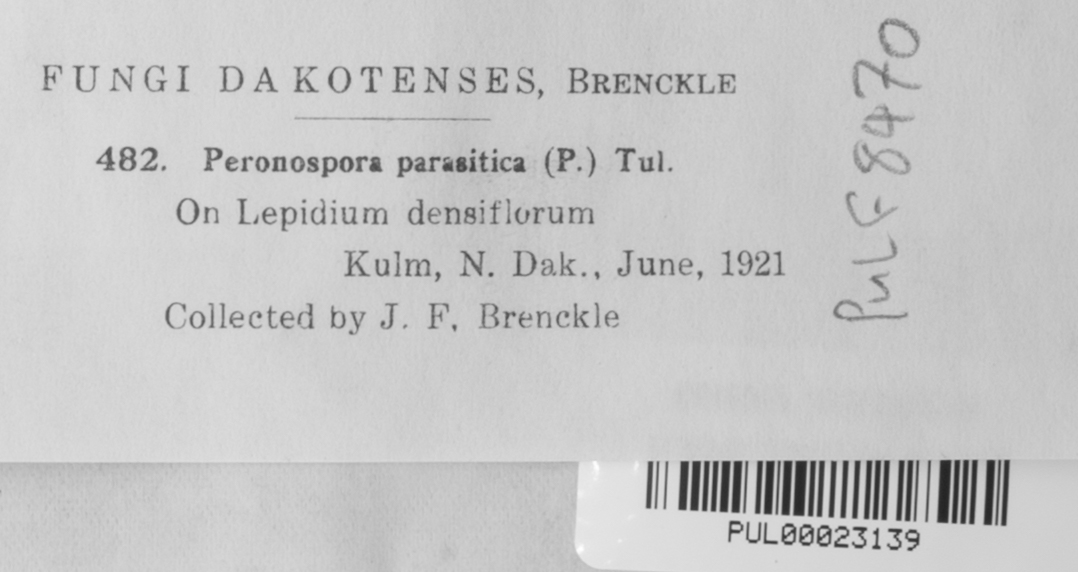 FUNGI DAKOTENSES, BRENCKLE
482. Peronospora parasitica (P.) Tul.
On Lepidium densiflorum
Kulm, N. Dak., June, 1921
Collected by J. F. Brenckle
PUL F 8470
PUL00023139